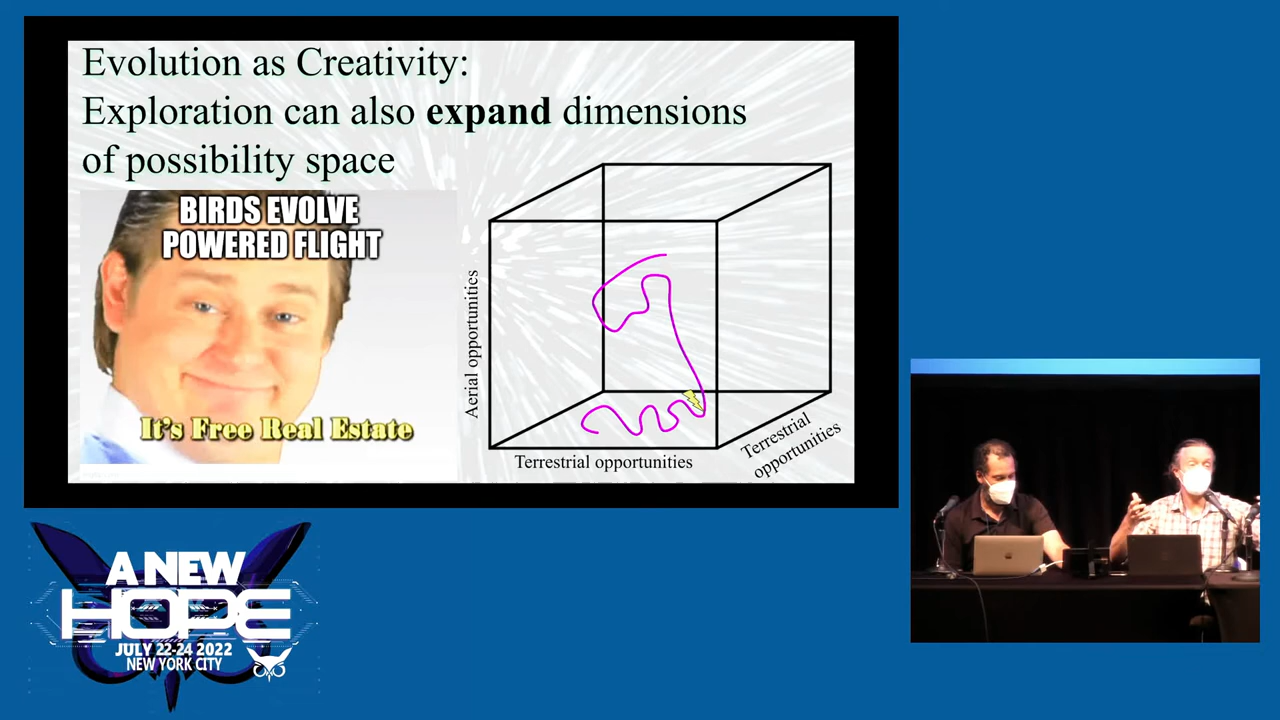 Evolution as Creativity:
Exploration can also expand dimensions
of possibility space
BIRDS EVOLVE
POWERED FLIGHT
It's Free Real Estate
Aerial opportunities
Terrestrial opportunities
Terrestrial
opportunities
A NEW
HOPE
JULY 22-24 2022
NEW YORK CITY